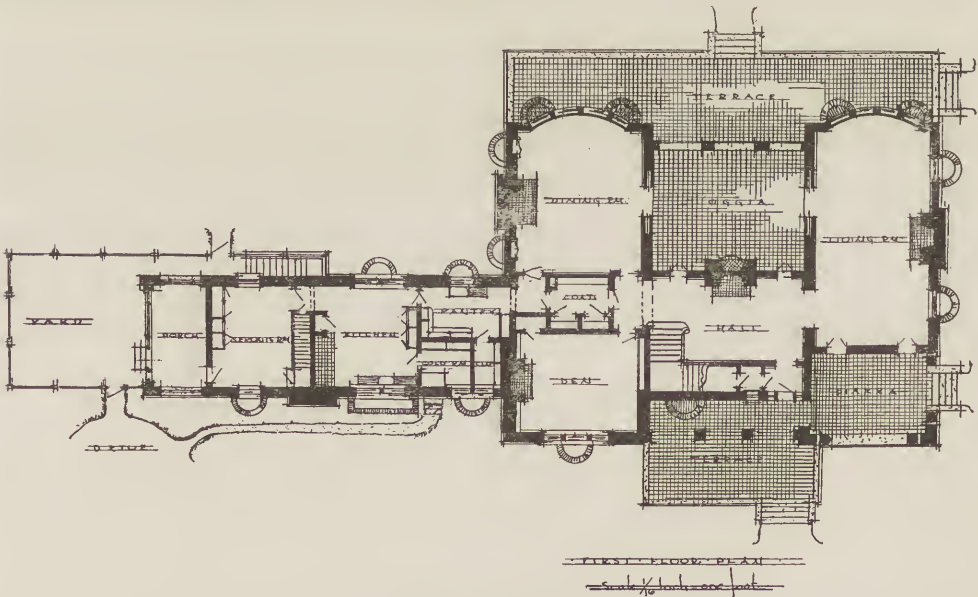 TERRACE
DINING RM
LOGGIA
LIVING RM
COATS
YARD
PORCH
SERVANTS RM
KITCHEN
PANTRY
HALL
DEN
DRIVE
TERRACE
FIRST FLOOR PLAN
Scale 1/16 Inch = one foot